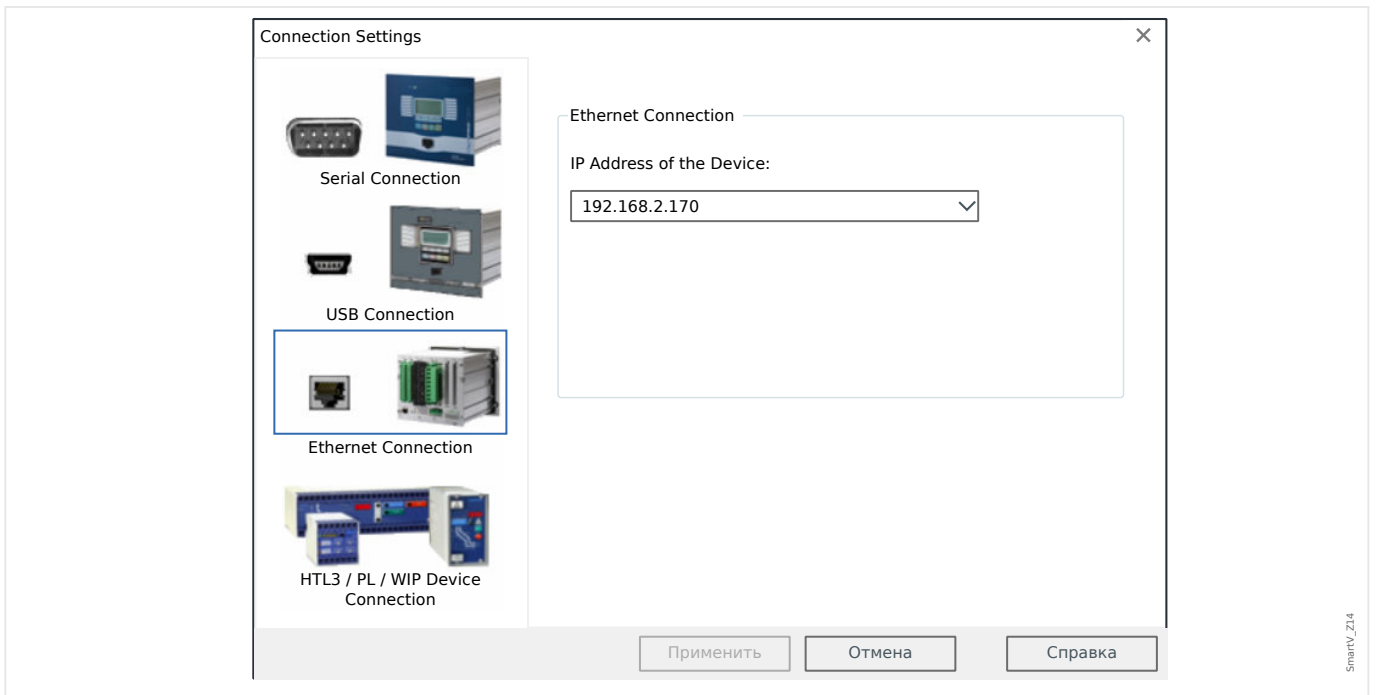 Connection Settings
Serial Connection
USB Connection
Ethernet Connection
HTL3 / PL / WIP Device
Connection
Ethernet Connection
IP Address of the Device:
192.168.2.170
Применить
Отмена
Справка
SmartV_Z14